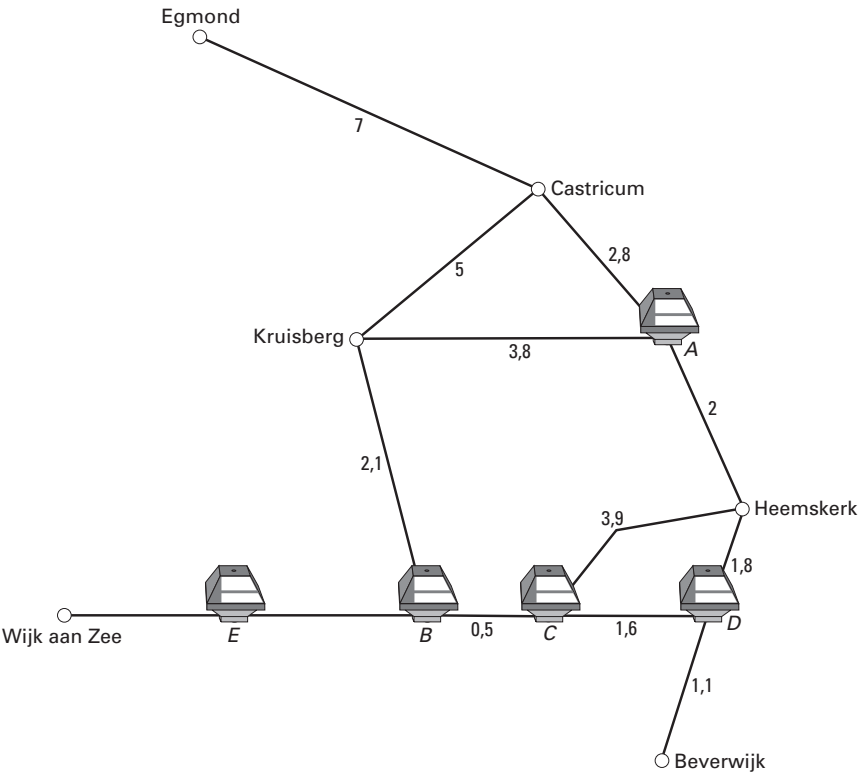 Egmond
7
Castricum
2,8
5
Kruisberg
3,8
A
2
2,1
Heemskerk
3,9
1,8
Wijk aan Zee
E
B
0,5
C
1,6
D
1,1
Beverwijk